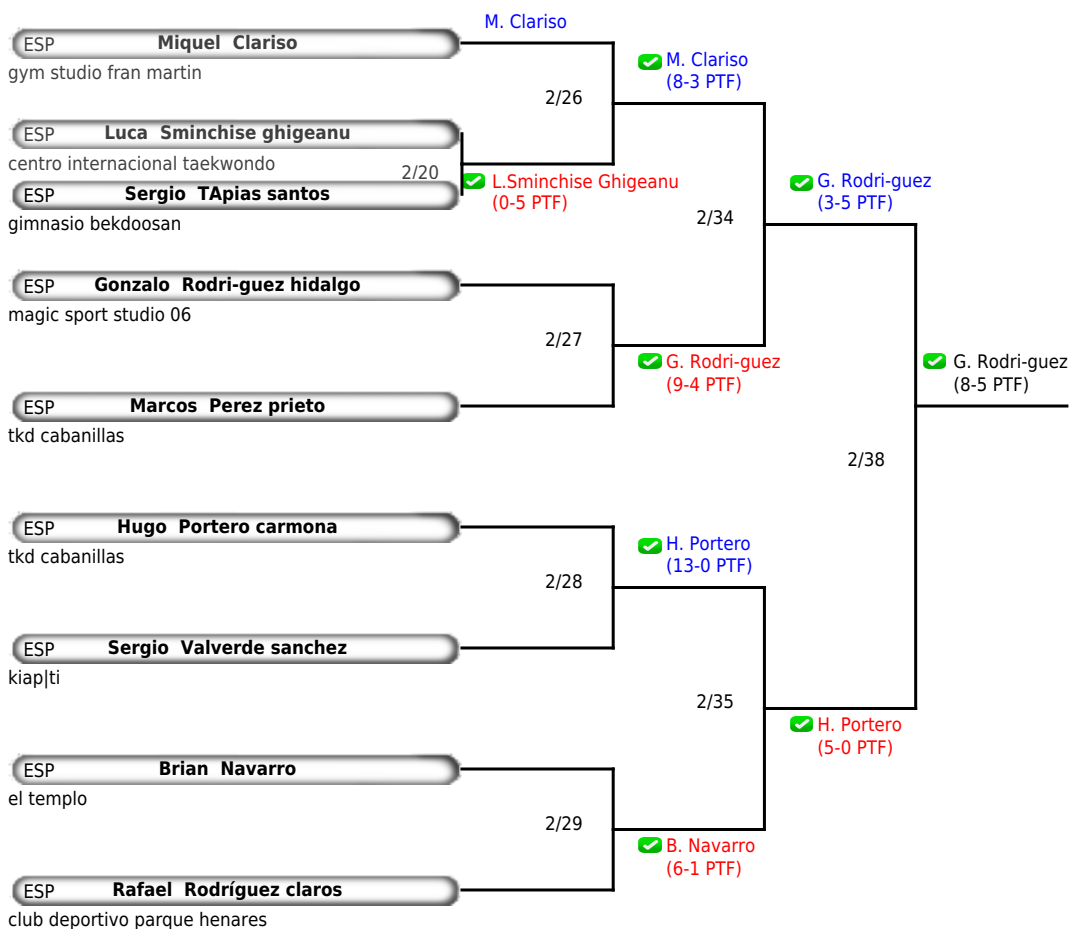 M. Clariso
ESP Miquel Clariso
gym studio fran martin
M. Clariso
(8-3 PTF)
2/26
ESP Luca Sminchise ghigeanu
centro internacional taekwondo
2/20
L.Sminchise Ghigeanu
(0-5 PTF)
ESP Sergio TApias santos
gimnasio bekdoosan
G. Rodri-guez
(3-5 PTF)
2/34
ESP Gonzalo Rodri-guez hidalgo
magic sport studio 06
2/27
G. Rodri-guez
(9-4 PTF)
G. Rodri-guez
(8-5 PTF)
ESP Marcos Perez prieto
tkd cabanillas
2/38
ESP Hugo Portero carmona
tkd cabanillas
H. Portero
(13-0 PTF)
2/28
ESP Sergio Valverde sanchez
kiap|ti
2/35
H. Portero
(5-0 PTF)
ESP Brian Navarro
el templo
2/29
B. Navarro
(6-1 PTF)
ESP Rafael Rodríguez claros
club deportivo parque henares